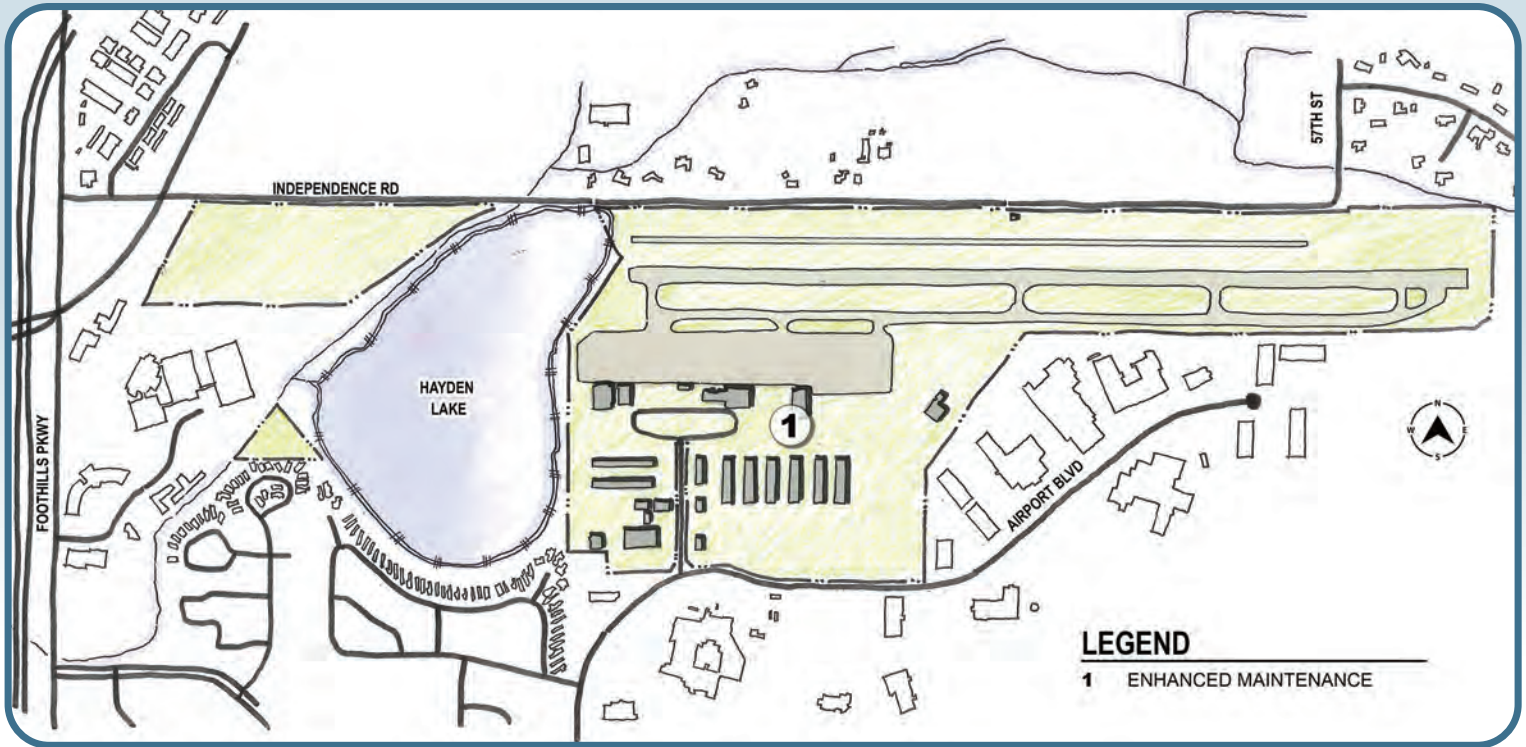 57TH ST
INDEPENDENCE RD
HAYDEN
LAKE
FOOTHILLS PKWY
1
N
W
E
S
AIRPORT BLVD
LEGEND
1 ENHANCED MAINTENANCE